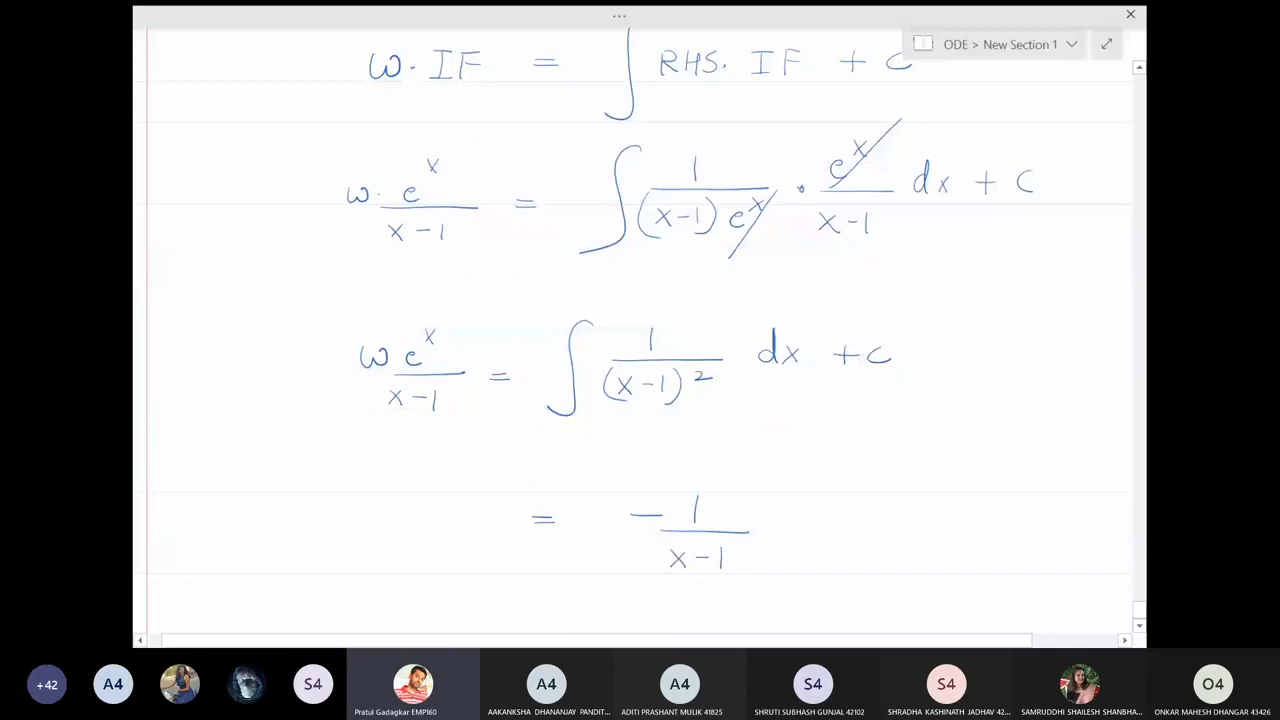 ODE > New Section 1
ω. IF = ∫ RHS. IF + C
ω. e^x/(x-1) = ∫ 1/((x-1) e^x) . e^x/(x-1) dx + C
ω e^x/(x-1) = ∫ 1/(x-1)^2 dx + C
= - 1/(x-1)
+42 A4 S4 A4 A4 S4 S4 O4
Pratul Gadagkar EMP160 AAKANKSHA DHANANJAY PANDIT... ADITI PRASHANT MULIK 41825 SHRUTI SUBHASH GUNJAL 42102 SHRADHA KASHINATH JADHAV 42... SAMRUDDHI SHAILESH SHANBHA... ONKAR MAHESH DHANGAR 43426